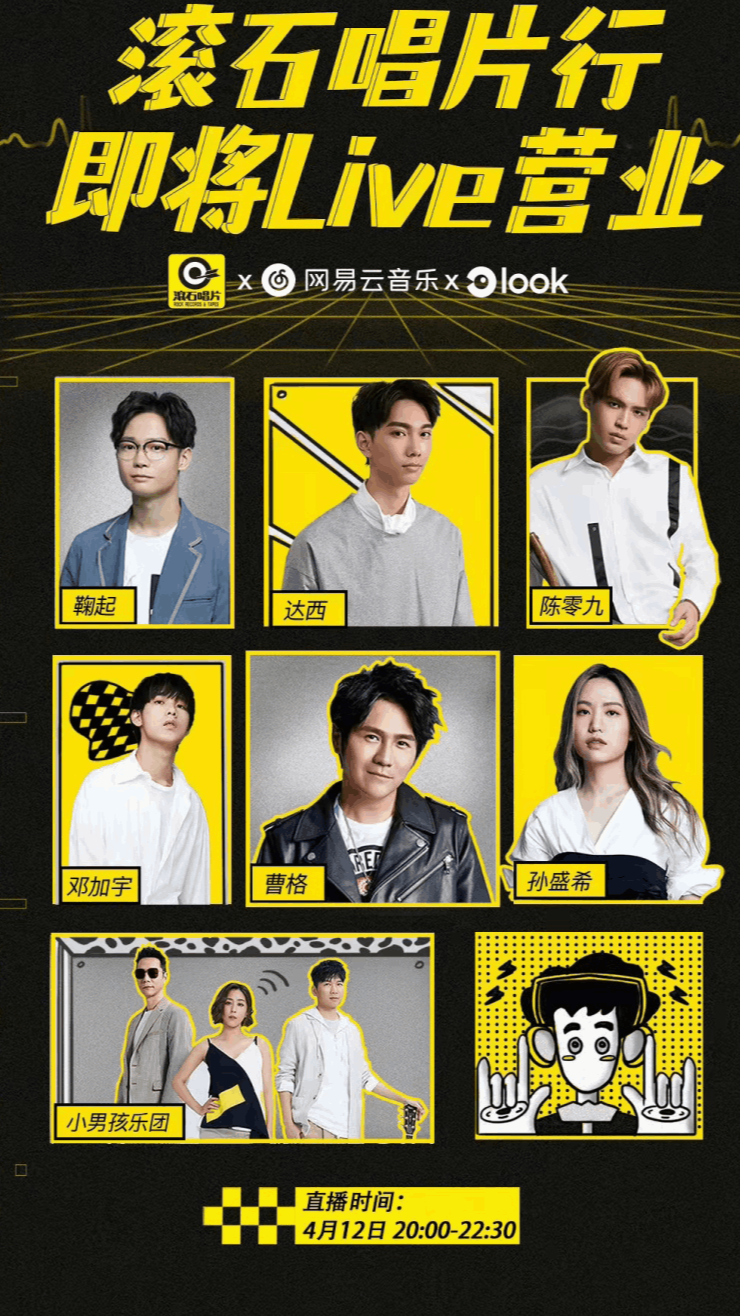 滚石唱片行
即将Live营业
滚石唱片
ROCK RECORDS & TAPES
x 网易云音乐 x look
鞠起
达西
陈零九
邓加宇
曹格
孙盛希
小男孩乐团
直播时间：
4月12日 20:00-22:30